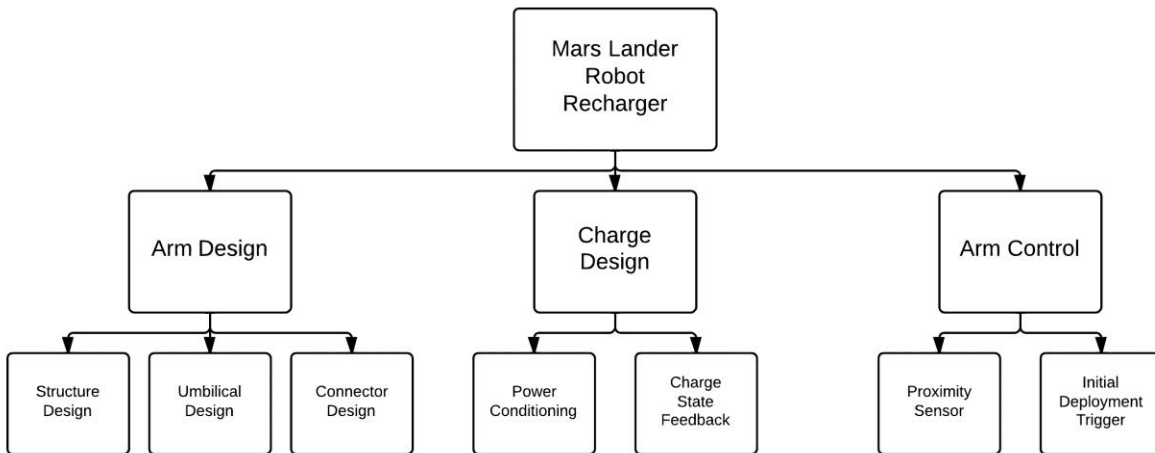 Mars Lander
Robot
Recharger
Arm Design
Charge
Design
Arm Control
Structure
Design
Umbilical
Design
Connector
Design
Power
Conditioning
Charge
State
Feedback
Proximity
Sensor
Initial
Deployment
Trigger